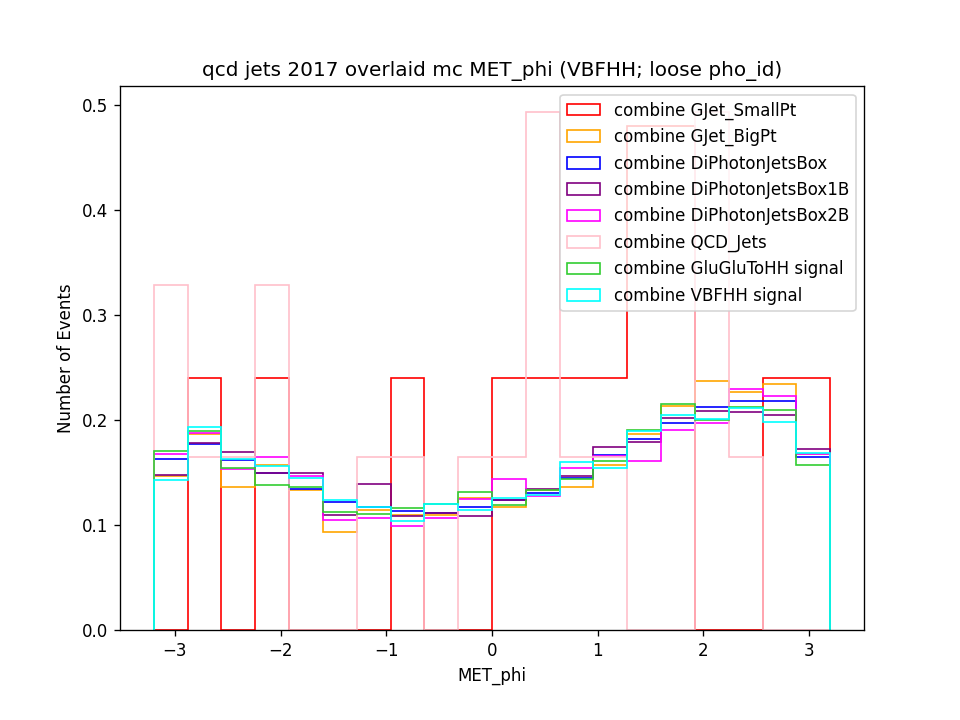 qcd jets 2017 overlaid mc MET_phi (VBFHH; loose pho_id)
0.5
0.4
0.3
0.2
0.1
0.0
Number of Events
combine GJet_SmallPt
combine GJet_BigPt
combine DiPhotonJetsBox
combine DiPhotonJetsBox1B
combine DiPhotonJetsBox2B
combine QCD_Jets
combine GluGluToHH signal
combine VBFHH signal
−3 −2 −1 0 1 2 3
MET_phi